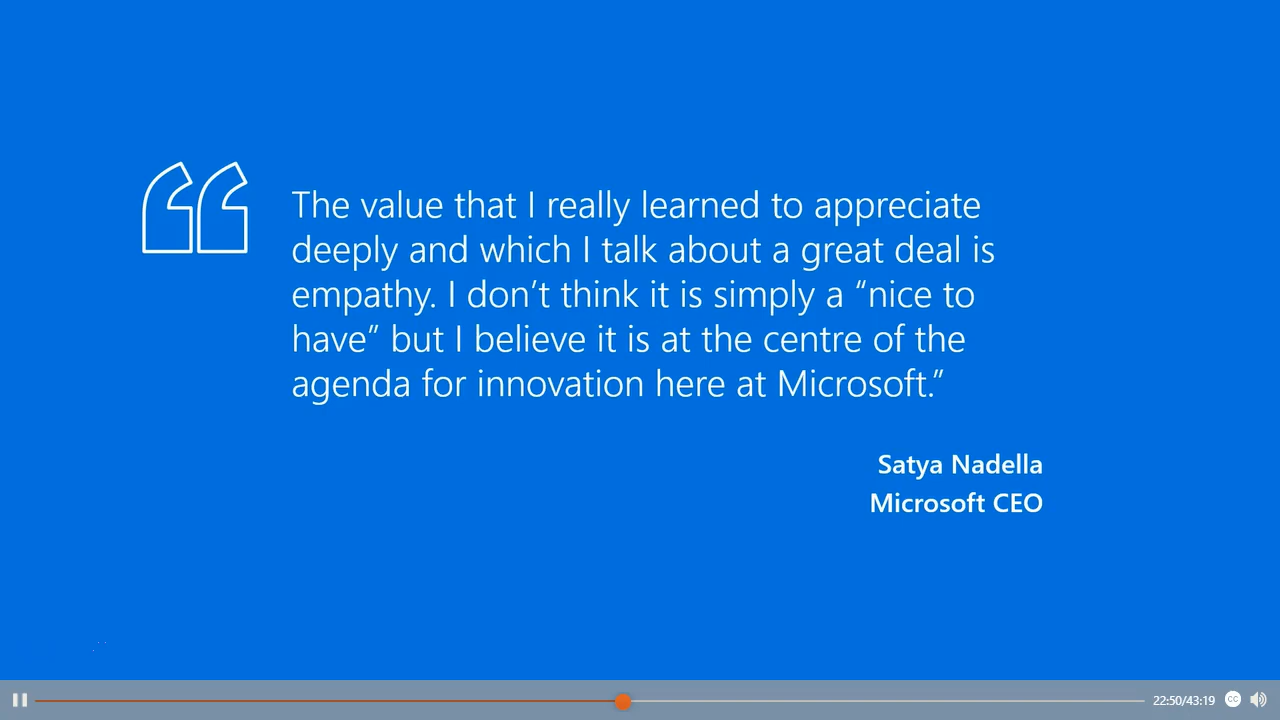 The value that I really learned to appreciate
deeply and which I talk about a great deal is
empathy. I don’t think it is simply a “nice to
have” but I believe it is at the centre of the
agenda for innovation here at Microsoft.”
Satya Nadella
Microsoft CEO
22:50/43:19
CC